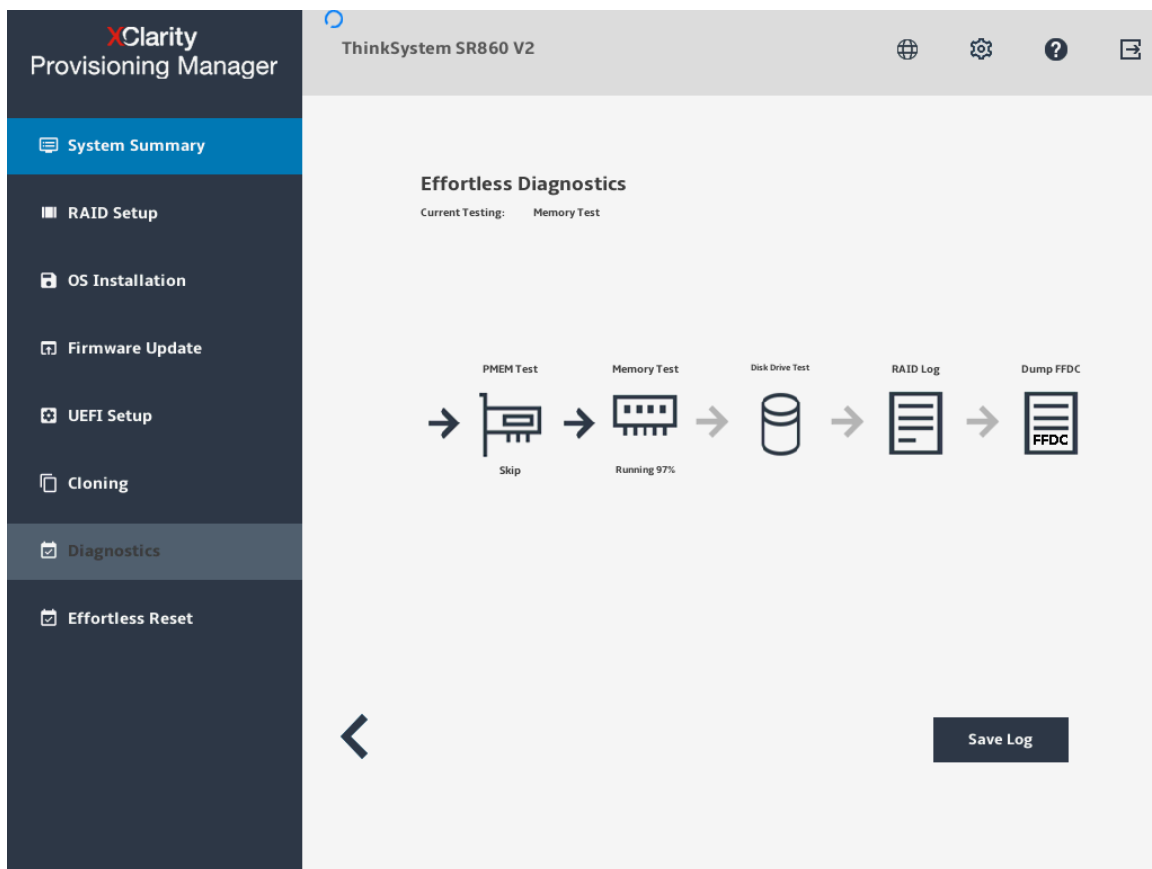 XClarity
Provisioning Manager
ThinkSystem SR860 V2
System Summary
RAID Setup
OS Installation
Firmware Update
UEFI Setup
Cloning
Diagnostics
Effortless Reset
Effortless Diagnostics
Current Testing: Memory Test
PMEM Test Memory Test Disk Drive Test RAID Log Dump FFDC
FFDC
Skip Running 97%
Save Log